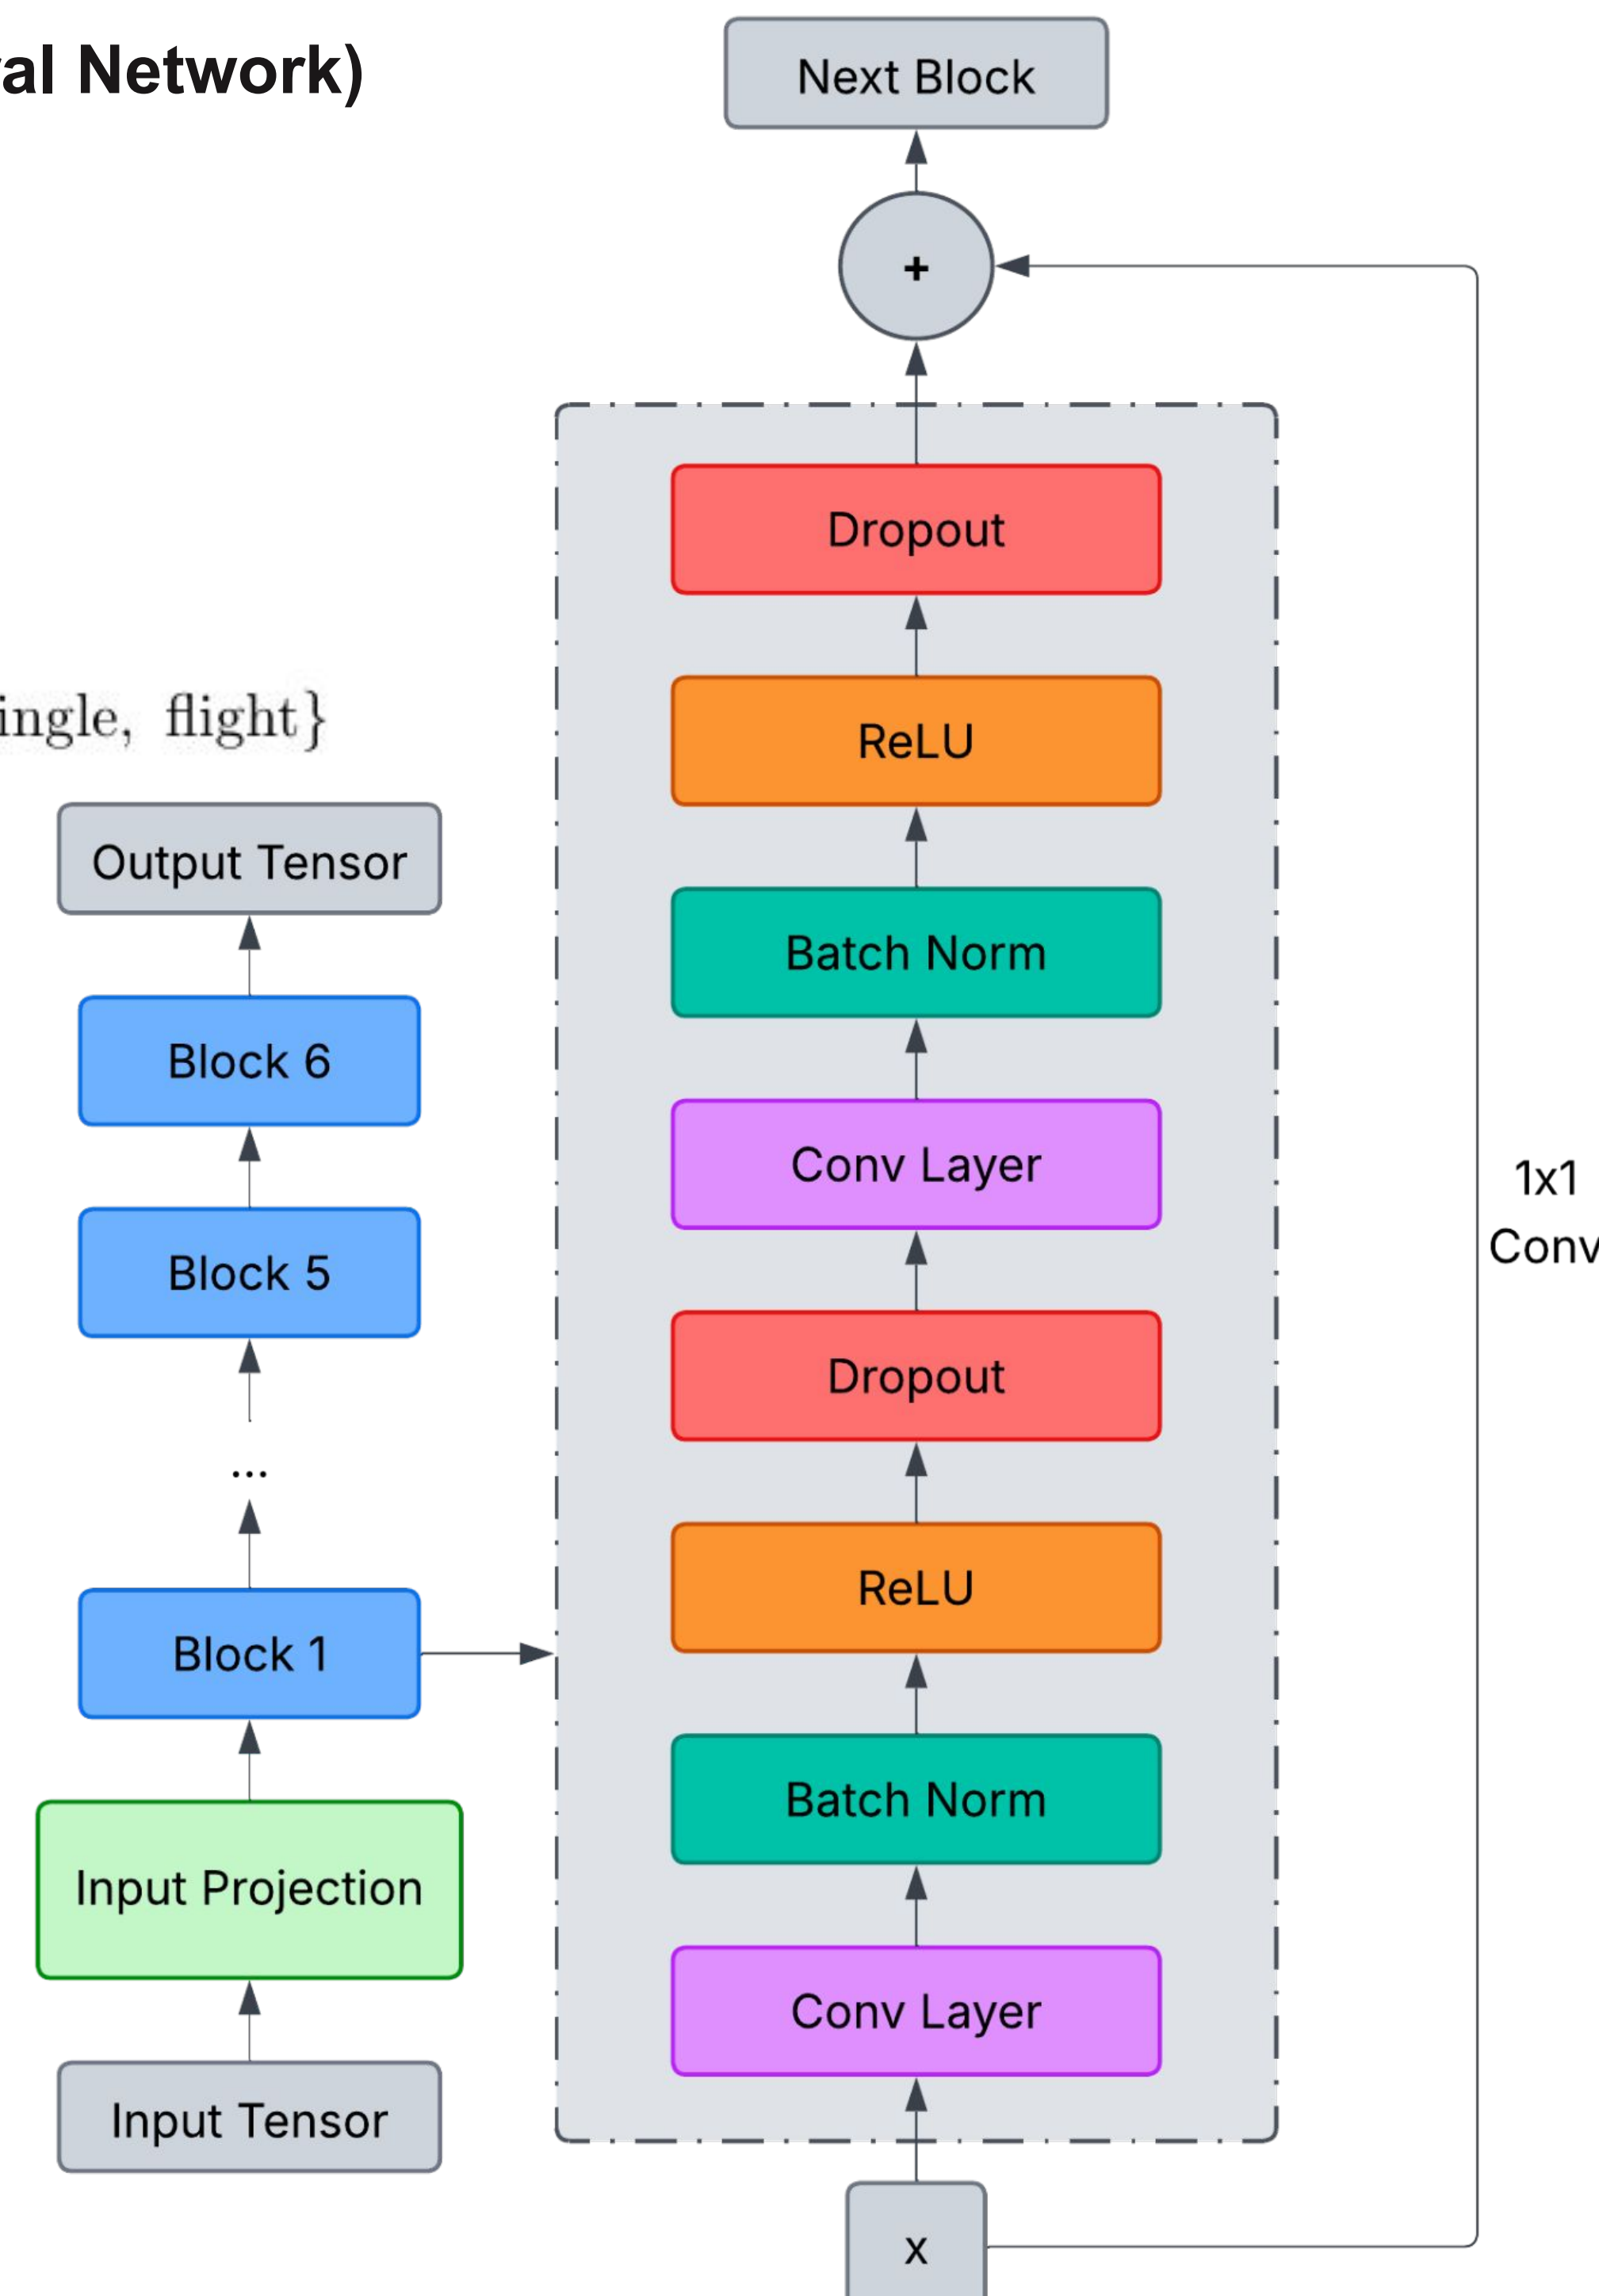 al Network)
ingle, flight}
Output Tensor
Block 6
Block 5
...
Block 1
Input Projection
Input Tensor
Next Block
+
Dropout
ReLU
Batch Norm
Conv Layer
Dropout
ReLU
Batch Norm
Conv Layer
x
1x1
Conv